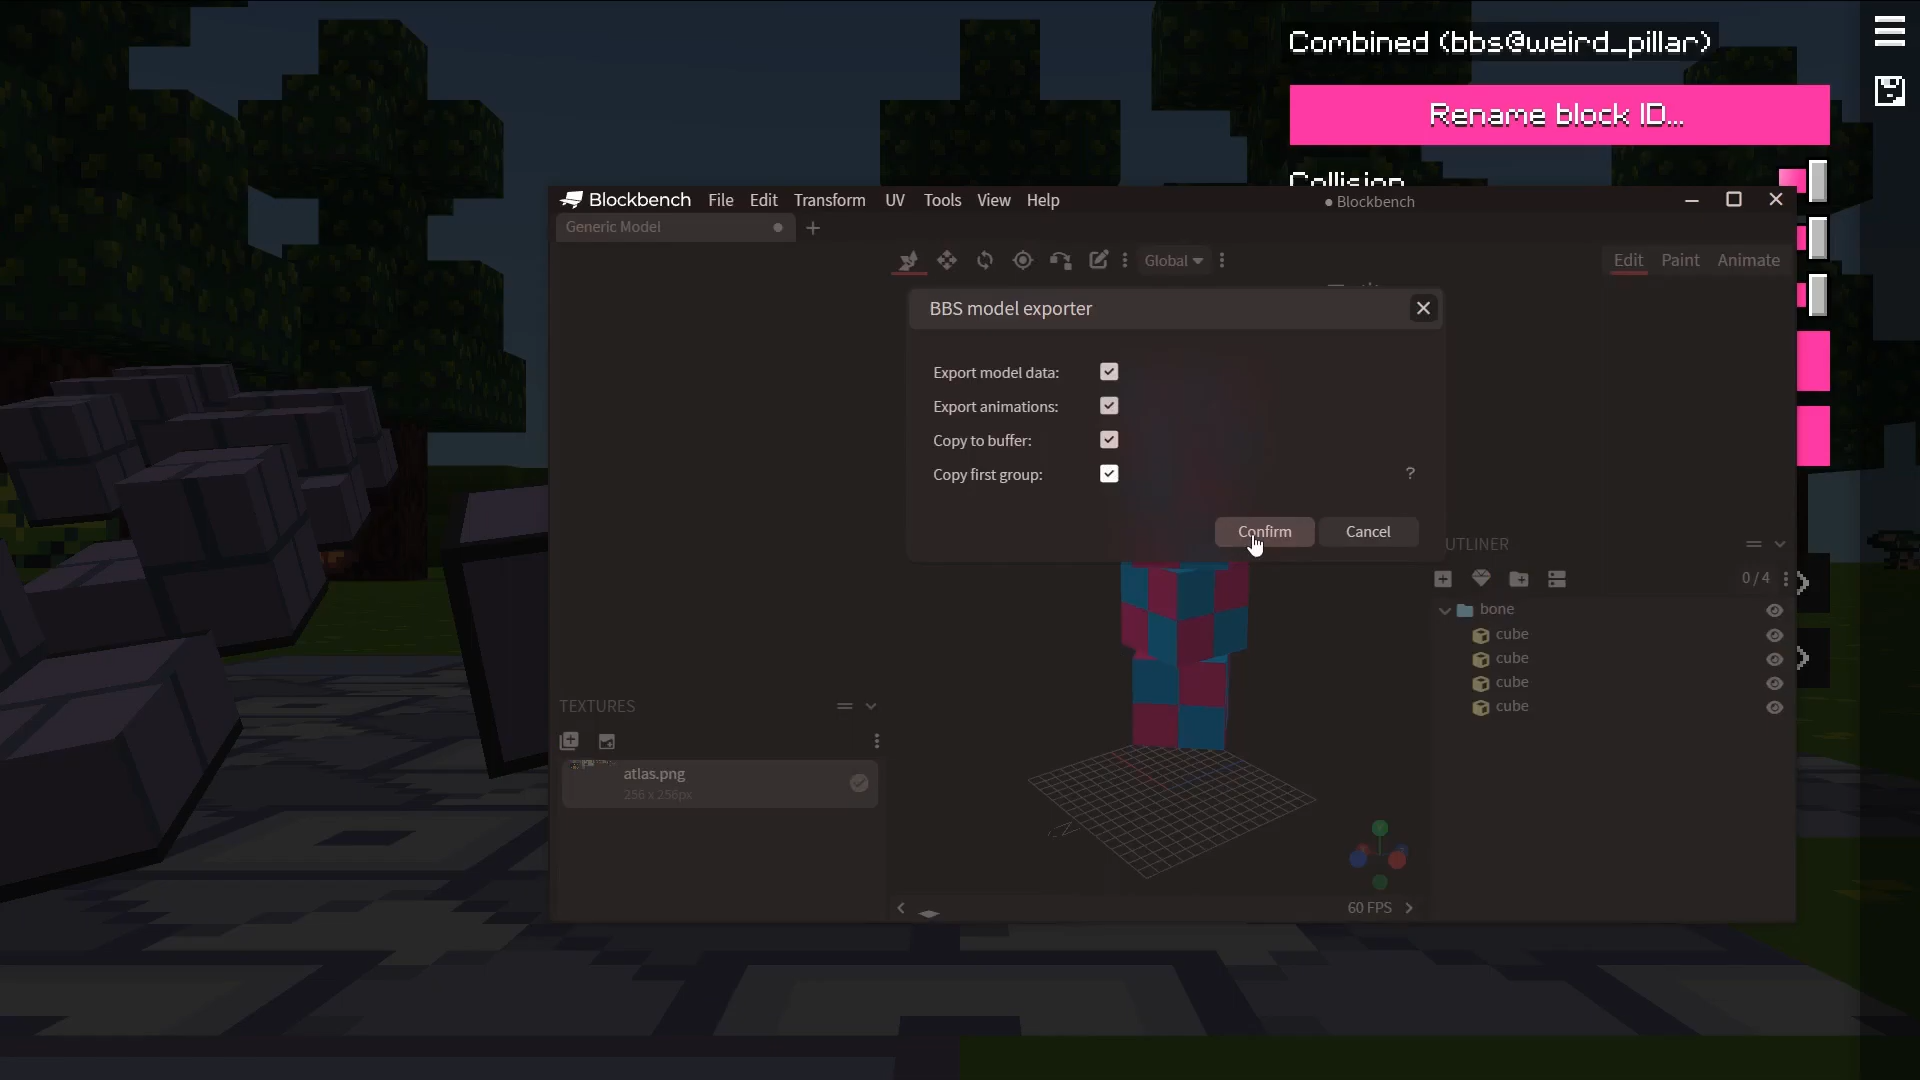 Combined (bbs@weird_pillar)
Rename block ID...
Collision
Blockbench File Edit Transform UV Tools View Help
● Blockbench
Generic Model
Global
Edit Paint Animate
BBS model exporter
Export model data:
Export animations:
Copy to buffer:
Copy first group:
?
Confirm Cancel
UTLINER
0 / 4
bone
cube
cube
cube
cube
TEXTURES
atlas.png
256 x 256px
N
60 FPS